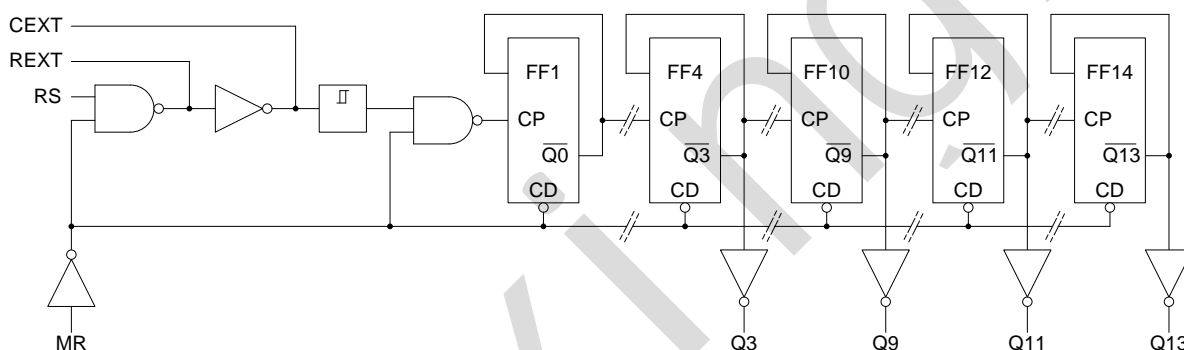 CEXT
REXT
RS
FF1
FF4
FF10
FF12
FF14
CP
CP
CP
CP
CP
Q0
Q3
Q9
Q11
Q13
CD
CD
CD
CD
CD
MR
Q3
Q9
Q11
Q13